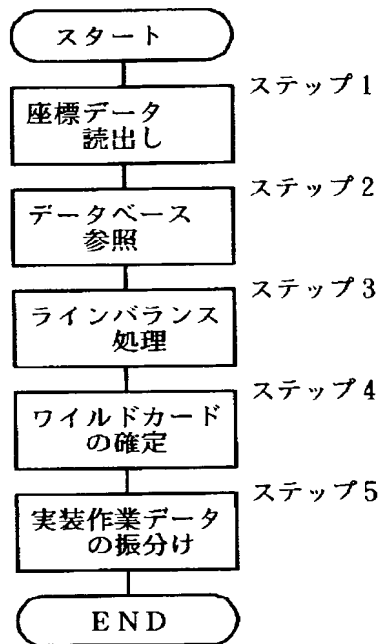 スタート
ステップ1
座標データ
読出し
ステップ2
データベース
参照
ステップ3
ラインバランス
処理
ステップ4
ワイルドカード
の確定
ステップ5
実装作業データ
の振分け
END